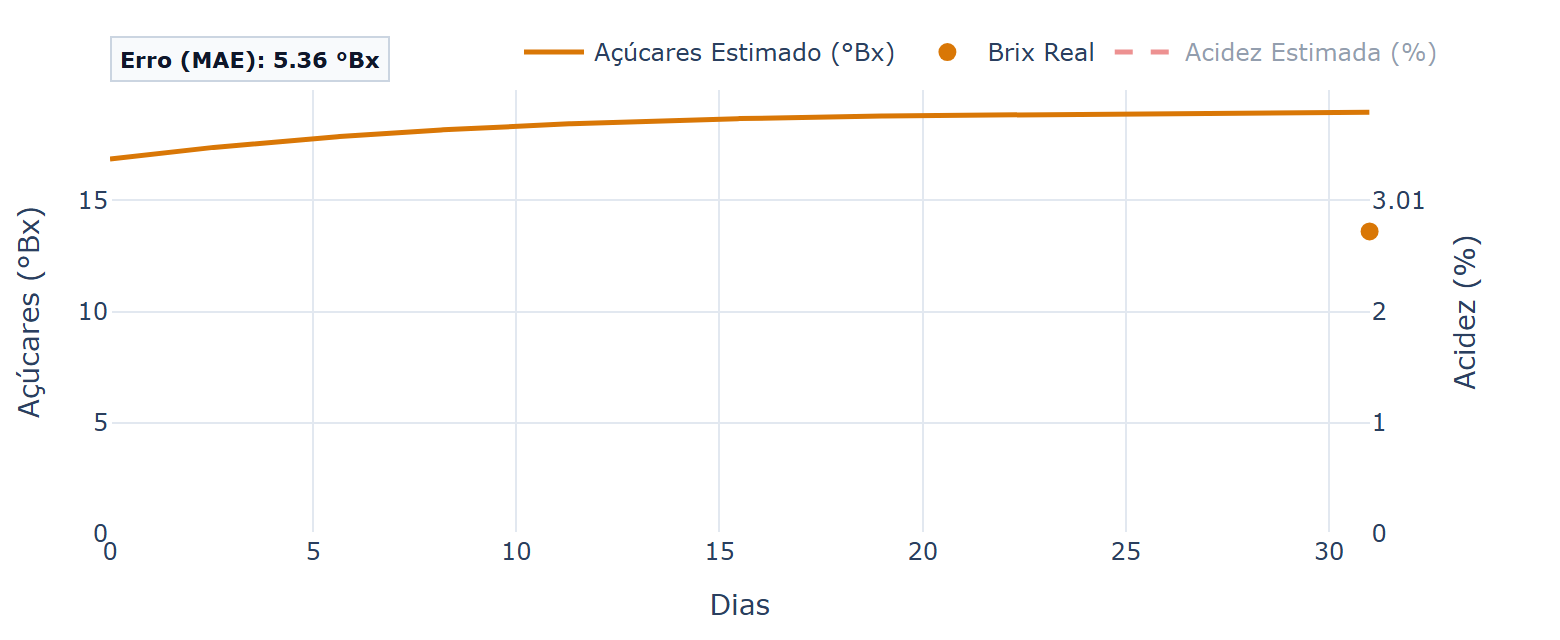 Erro (MAE): 5.36 ºBx
Açúcares Estimado (°Bx)
Brix Real
Acidez Estimada (%)
Açúcares (°Bx)
15
10
5
0
3.01
2
1
0
Acidez (%)
0
5
10
15
20
25
30
Dias